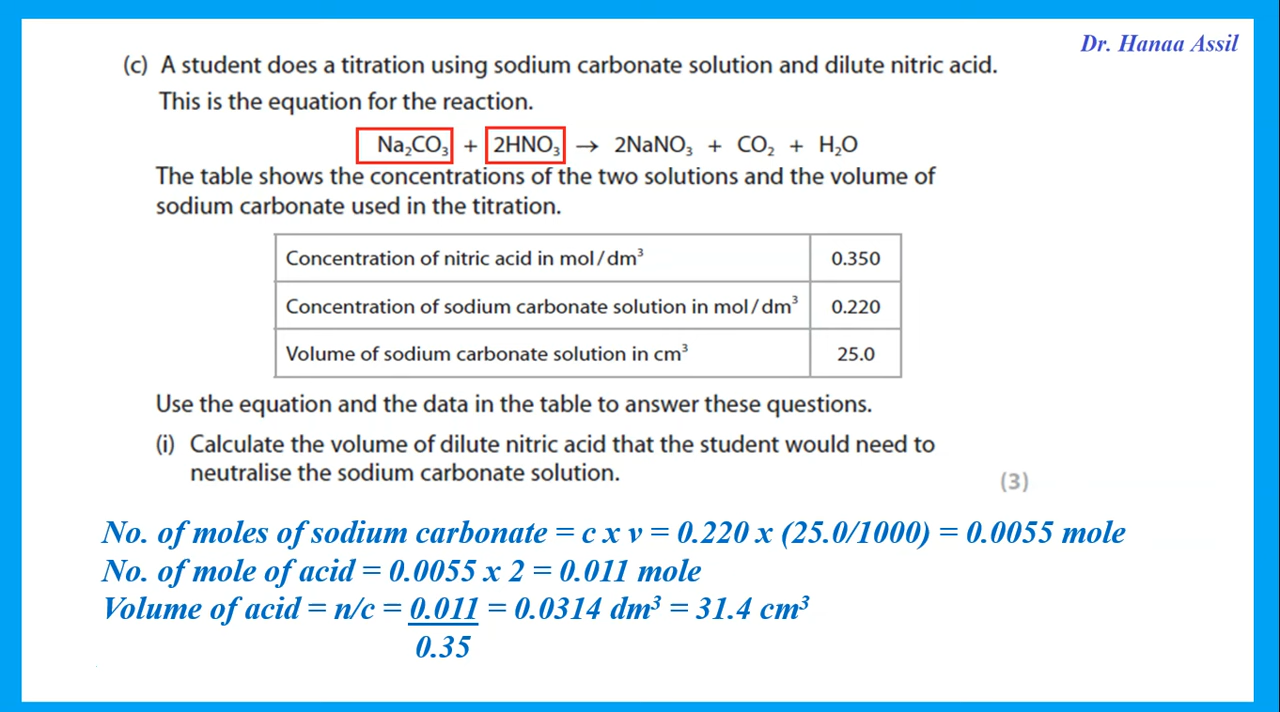 Dr. Hanaa Assil
(c) A student does a titration using sodium carbonate solution and dilute nitric acid.
This is the equation for the reaction.
Na₂CO₃ + 2HNO₃ → 2NaNO₃ + CO₂ + H₂O
The table shows the concentrations of the two solutions and the volume of
sodium carbonate used in the titration.
Concentration of nitric acid in mol/dm³ 0.350
Concentration of sodium carbonate solution in mol/dm³ 0.220
Volume of sodium carbonate solution in cm³ 25.0
Use the equation and the data in the table to answer these questions.
(i) Calculate the volume of dilute nitric acid that the student would need to
neutralise the sodium carbonate solution.
(3)
No. of moles of sodium carbonate = c x v = 0.220 x (25.0/1000) = 0.0055 mole
No. of mole of acid = 0.0055 x 2 = 0.011 mole
Volume of acid = n/c = 0.011 = 0.0314 dm³ = 31.4 cm³
0.35